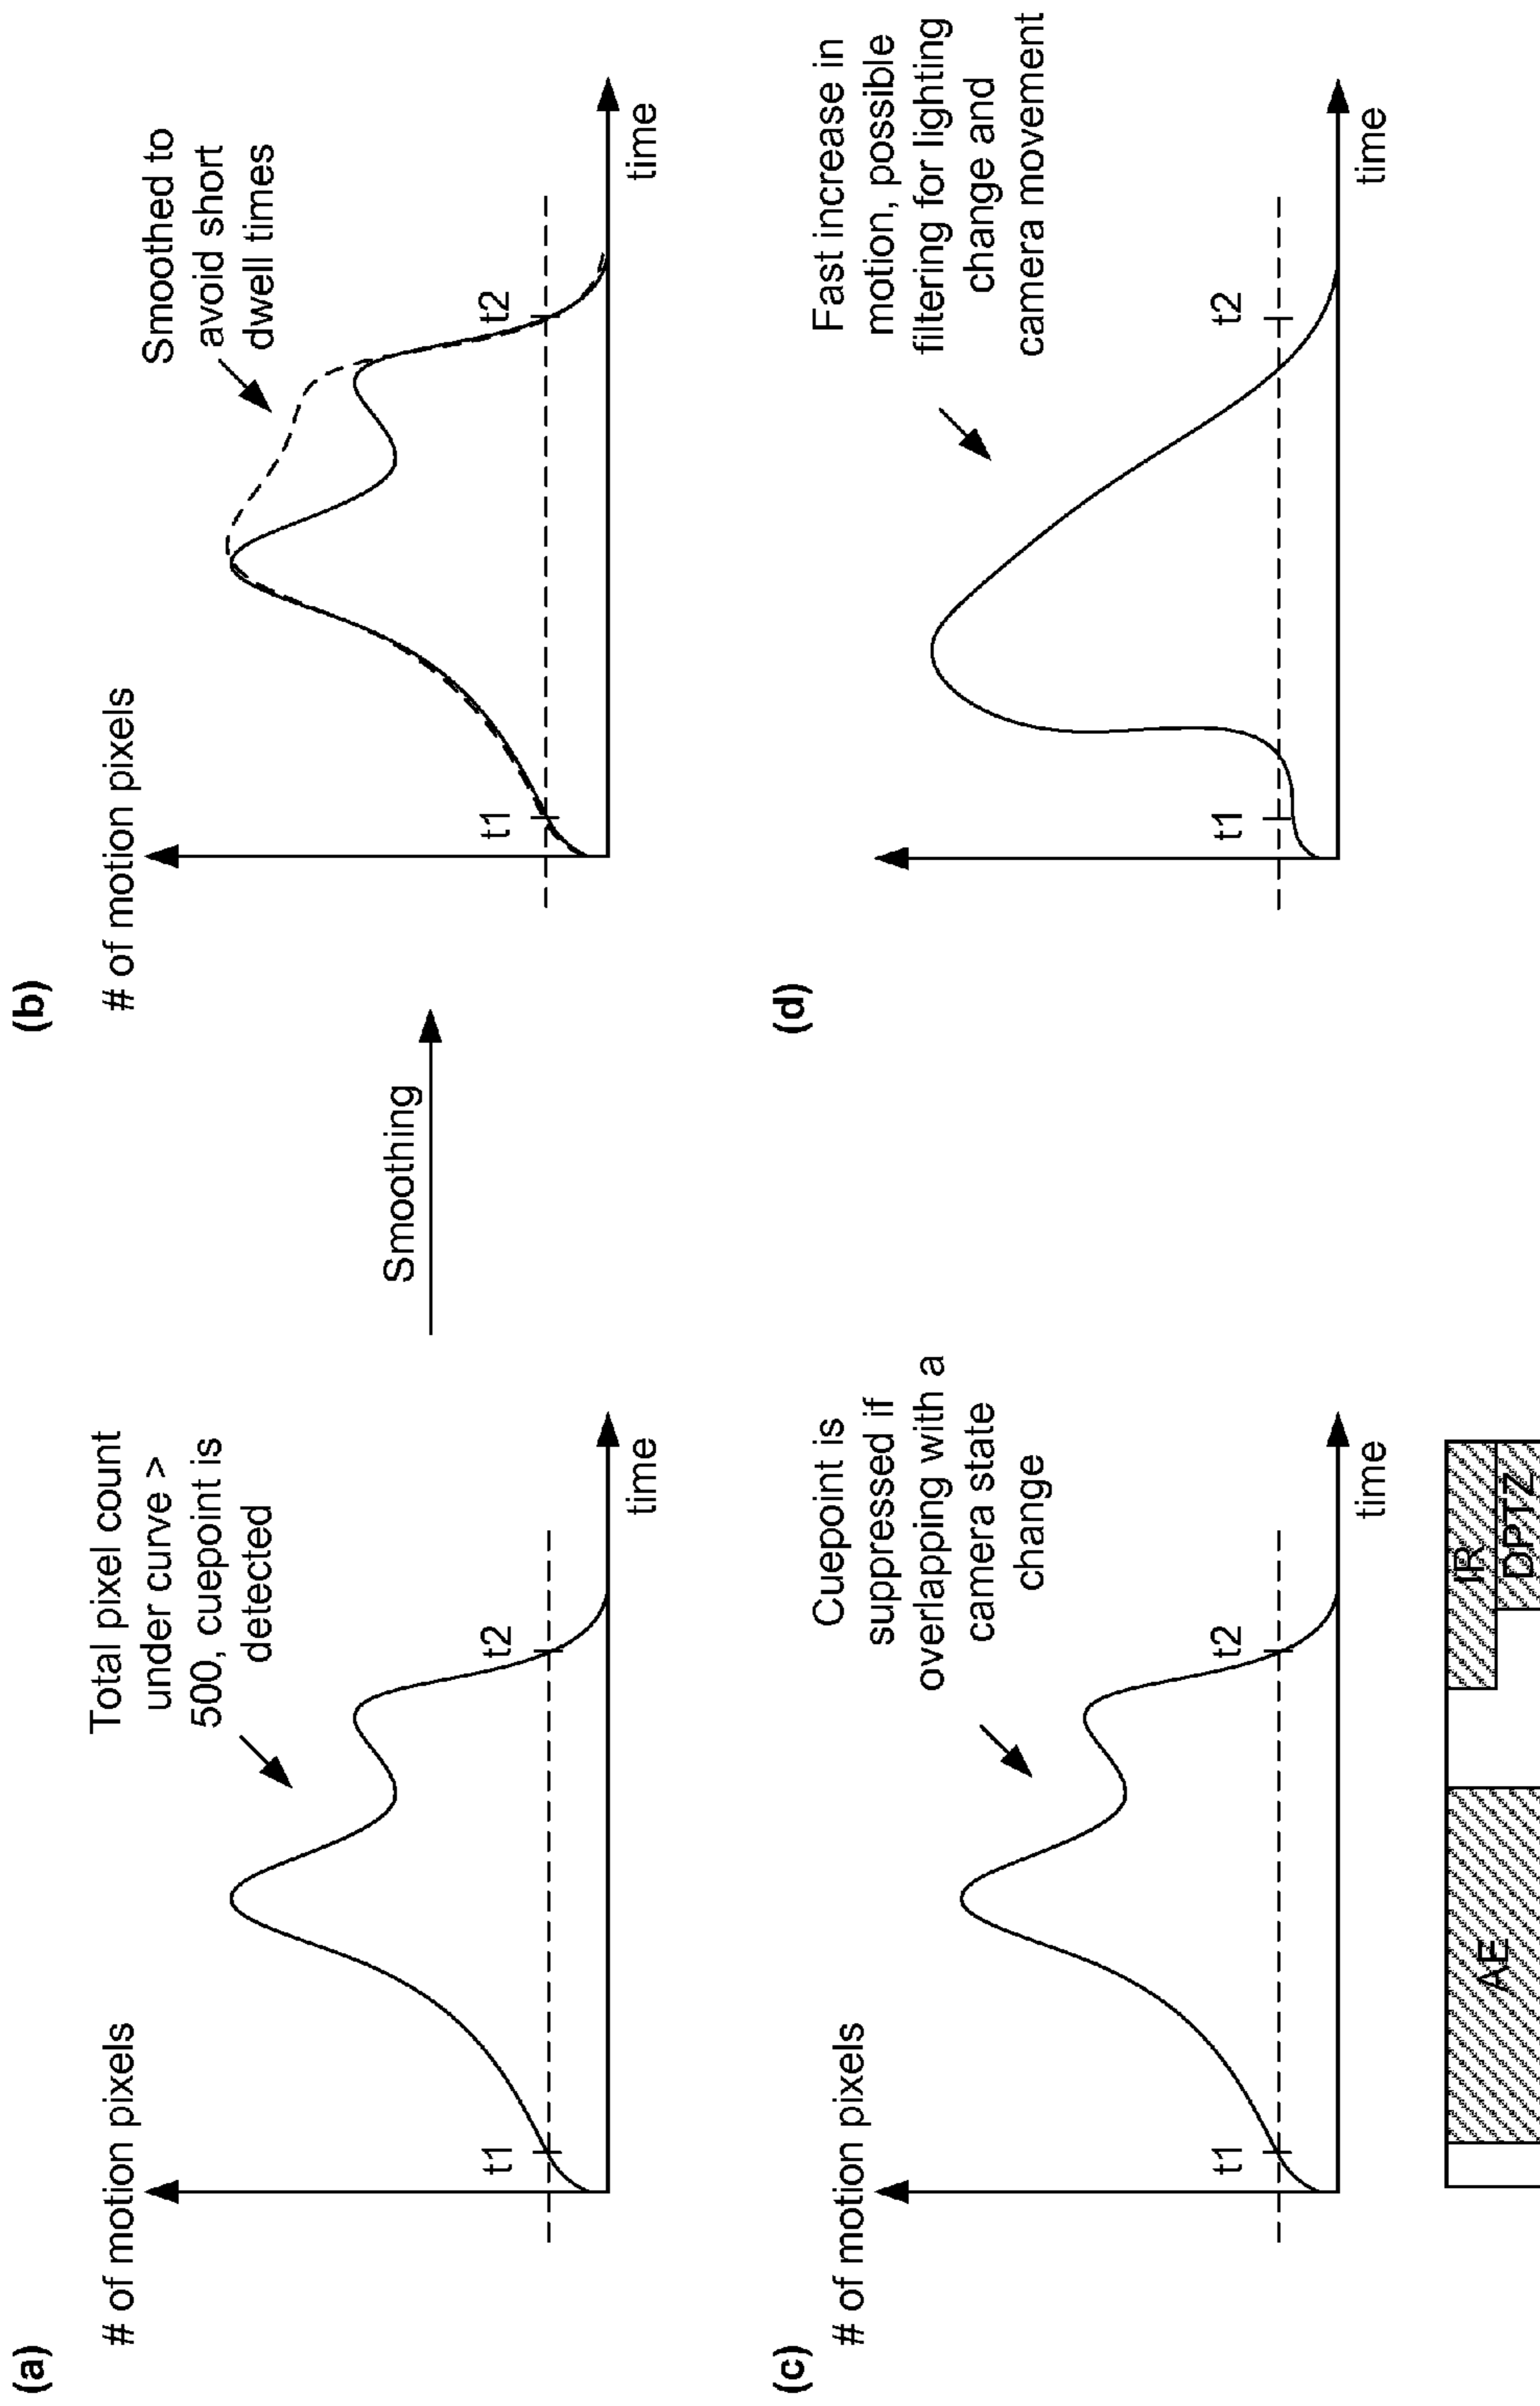 (a)
# of motion pixels
Total pixel count
under curve >
500, cuepoint is
detected
t1
t2
time
Smoothing
(b)
# of motion pixels
Smoothed to
avoid short
dwell times
t1
t2
time
(c)
# of motion pixels
Cuepoint is
suppressed if
overlapping with a
camera state
change
t1
t2
time
AE
IR
DPTZ
(d)
Fast increase in
motion, possible
filtering for lighting
change and
camera movement
t1
t2
time